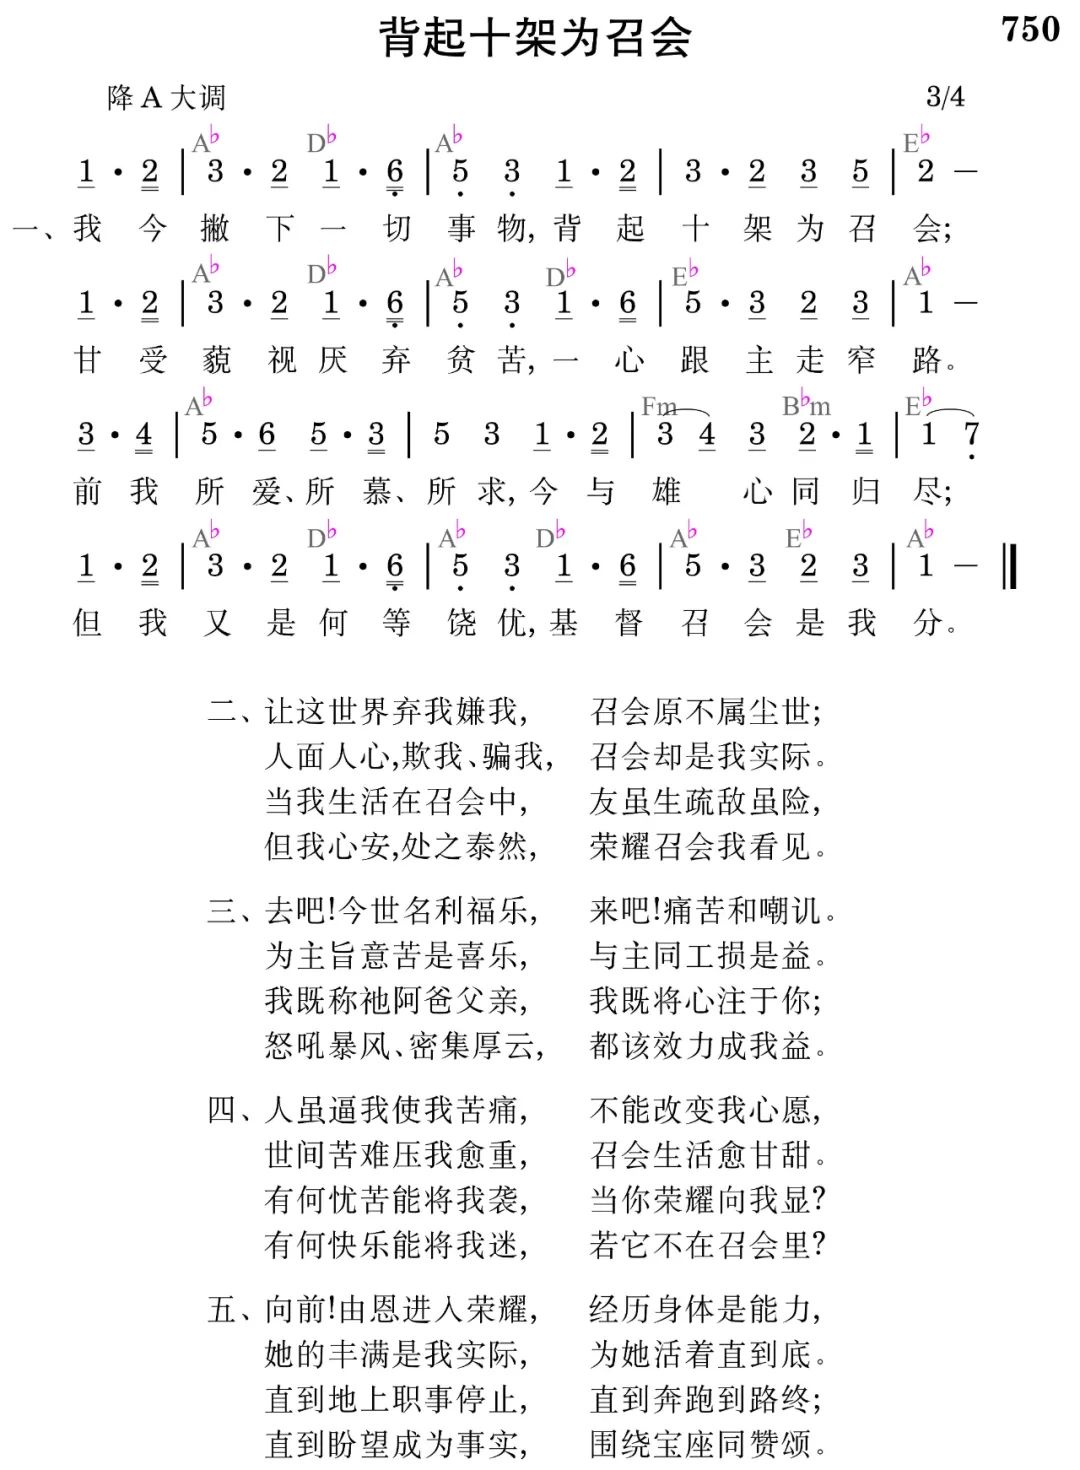 背起十架为召会
750
降A大调 3/4
A♭ D♭ A♭ E♭
1·2 | 3·2 1·6 | 5 3 1·2 | 3·2 3 5 | 2 —
一、我今撇下一切事物,背起十架为召会;
A♭ D♭ A♭ D♭ E♭ A♭
1·2 | 3·2 1·6 | 5 3 1·6 | 5·3 2 3 | 1 —
甘受藐视厌弃贫苦,一心跟主走窄路。
A♭ Fm B♭m E♭
3·4 | 5·6 5·3 | 5 3 1·2 | 3 4 3 2·1 | 1 7
前我所爱、所慕、所求,今与雄心同归尽;
A♭ D♭ A♭ D♭ A♭ E♭ A♭
1·2 | 3·2 1·6 | 5 3 1·6 | 5·3 2 3 | 1 — ‖
但我又是何等饶优,基督召会是我分。
二、让这世界弃我嫌我, 召会原不属尘世;
人面人心,欺我、骗我, 召会却是我实际。
当我生活在召会中, 友虽生疏敌虽险,
但我心安,处之泰然, 荣耀召会我看见。
三、去吧!今世名利福乐, 来吧!痛苦和嘲讥。
为主旨意苦是喜乐, 与主同工损是益。
我既称祂阿爸父亲, 我既将心注于你;
怒吼暴风、密集厚云, 都该效力成我益。
四、人虽逼我使我苦痛, 不能改变我心愿,
世间苦难压我愈重, 召会生活愈甘甜。
有何忧苦能将我袭, 当你荣耀向我显?
有何快乐能将我迷, 若它不在召会里?
五、向前!由恩进入荣耀, 经历身体是能力,
她的丰满是我实际, 为她活着直到底。
直到地上职事停止, 直到奔跑到路终;
直到盼望成为事实, 围绕宝座同赞颂。